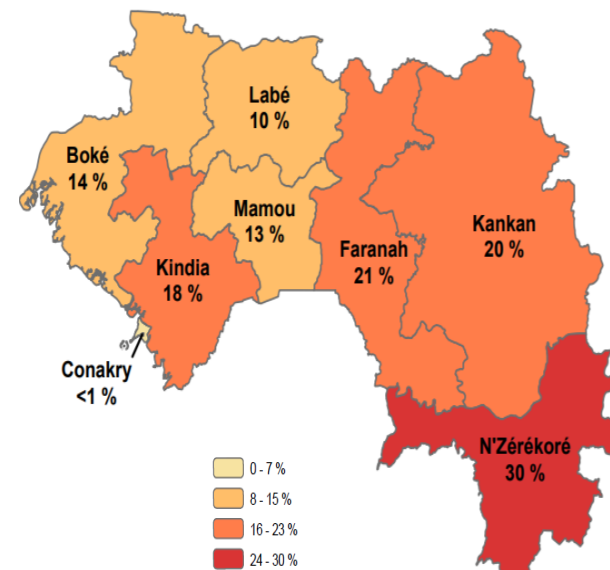 Labé
10 %
Boké
14 %
Mamou
13 %
Kankan
20 %
Faranah
21 %
Kindia
18 %
Conakry
<1 %
N'Zérékoré
30 %
0 - 7 %
8 - 15 %
16 - 23 %
24 - 30 %